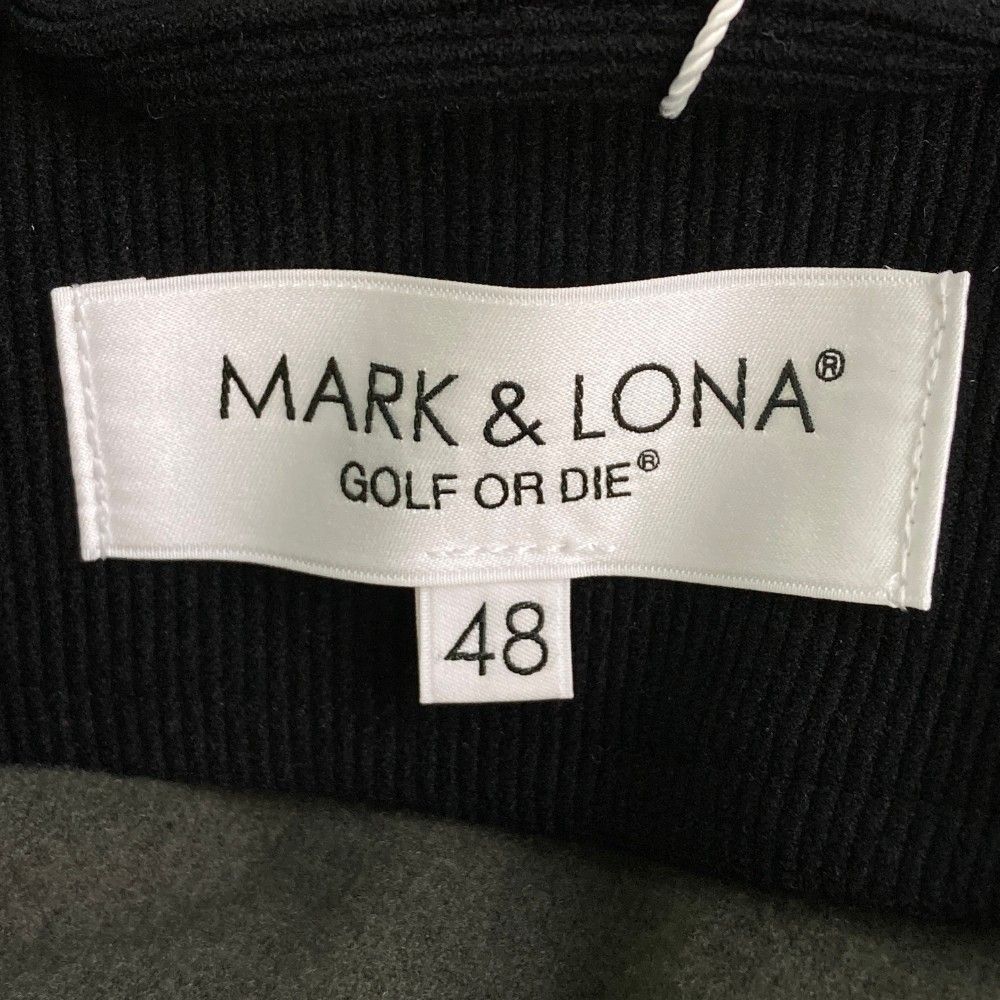 MARK & LONA®
GOLF OR DIE®
48